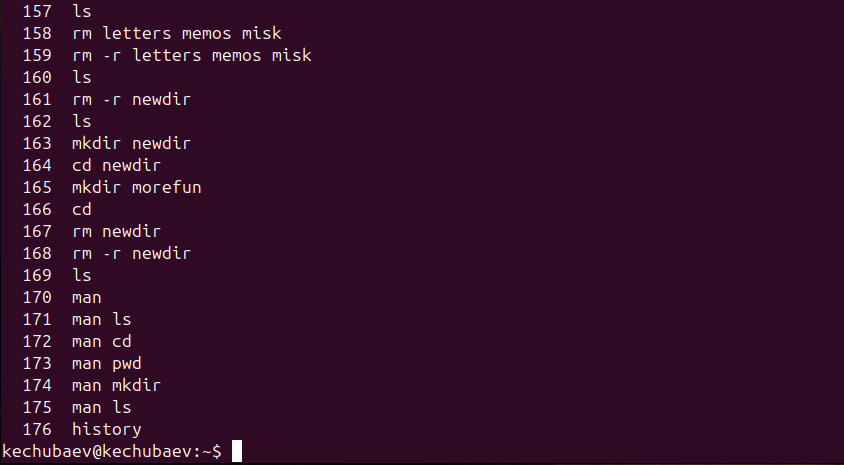 157  ls
158  rm letters memos misk
159  rm -r letters memos misk
160  ls
161  rm -r newdir
162  ls
163  mkdir newdir
164  cd newdir
165  mkdir morefun
166  cd
167  rm newdir
168  rm -r newdir
169  ls
170  man
171  man ls
172  man cd
173  man pwd
174  man mkdir
175  man ls
176  history
kechubaev@kechubaev:~$